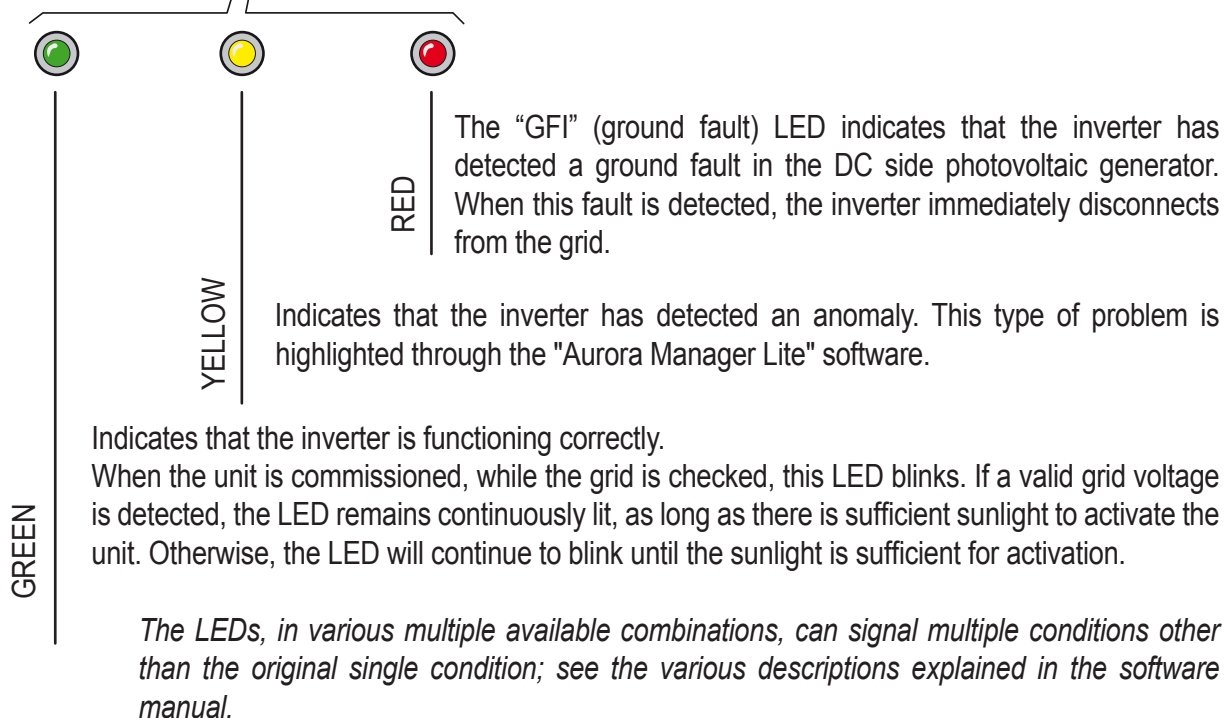 The “GFI” (ground fault) LED indicates that the inverter has
detected a ground fault in the DC side photovoltaic generator.
When this fault is detected, the inverter immediately disconnects
from the grid.
RED
Indicates that the inverter has detected an anomaly. This type of problem is
highlighted through the "Aurora Manager Lite" software.
YELLOW
Indicates that the inverter is functioning correctly.
When the unit is commissioned, while the grid is checked, this LED blinks. If a valid grid voltage
is detected, the LED remains continuously lit, as long as there is sufficient sunlight to activate the
unit. Otherwise, the LED will continue to blink until the sunlight is sufficient for activation.
GREEN
The LEDs, in various multiple available combinations, can signal multiple conditions other
than the original single condition; see the various descriptions explained in the software
manual.